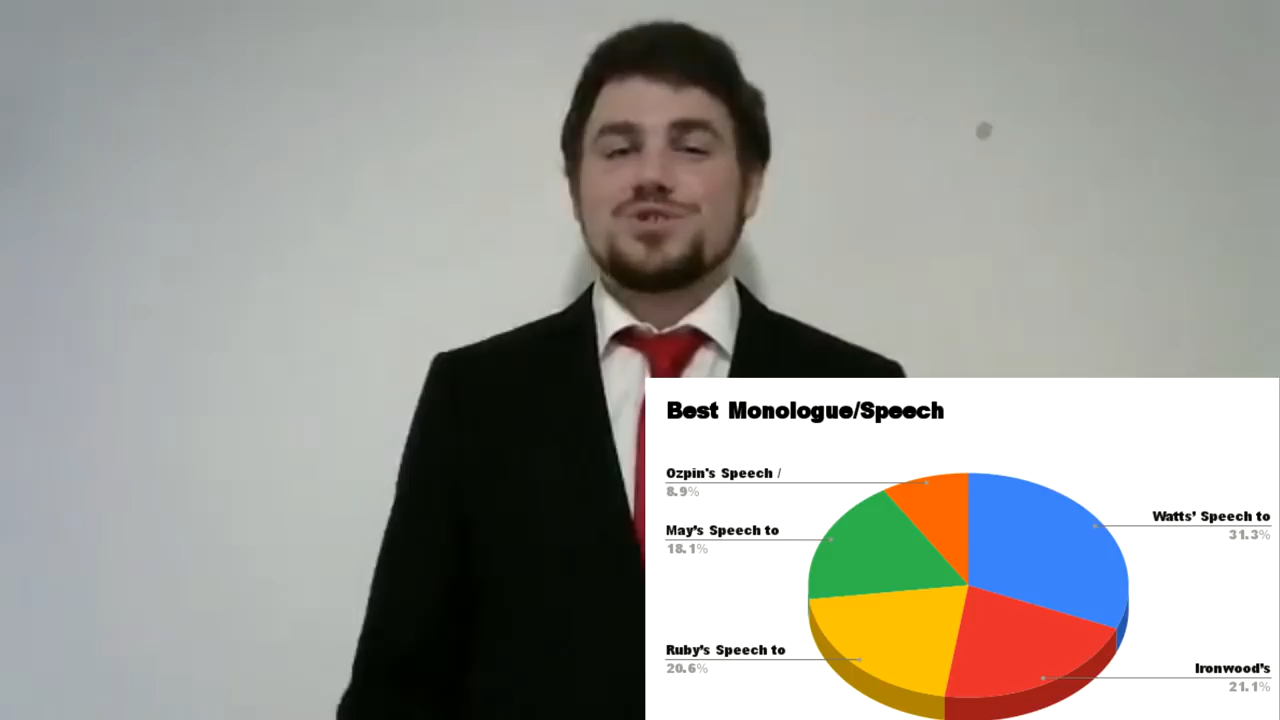 Best Monologue/Speech
Ozpin's Speech /
8.9%
May's Speech to
18.1%
Ruby's Speech to
20.6%
Watts' Speech to
31.3%
Ironwood's
21.1%